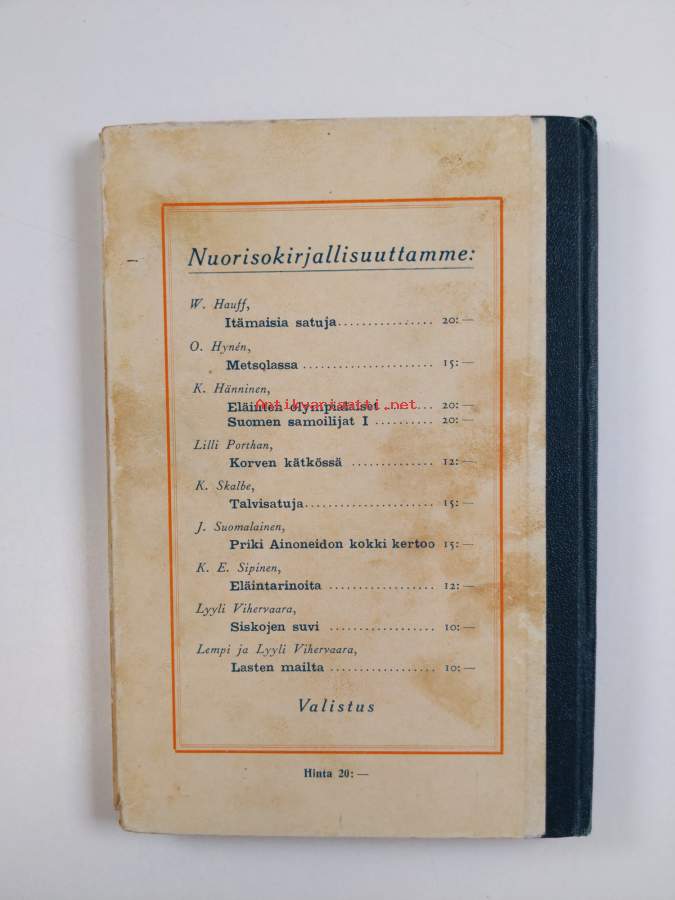 Nuorisokirjallisuuttamme:
W. Hauff,
Itämaisia satuja................ 20:—
O. Hynén,
Metsolassa ...................... 15:—
K. Hänninen,
Eläinten olympialaiset ........ 20:—
Antikvariaatti.net
Suomen samoilijat I .......... 20:—
Lilli Porthan,
Korven kätkössä .............. 12:—
K. Skalbe,
Talvisatuja...................... 15:—
J. Suomalainen,
Priki Ainoneidon kokki kertoo 15:—
K. E. Sipinen,
Eläintarinoita .................. 12:—
Lyyli Vihervaara,
Siskojen suvi .................. 10:—
Lempi ja Lyyli Vihervaara,
Lasten mailta .................. 10:—
Valistus
Hinta 20:—